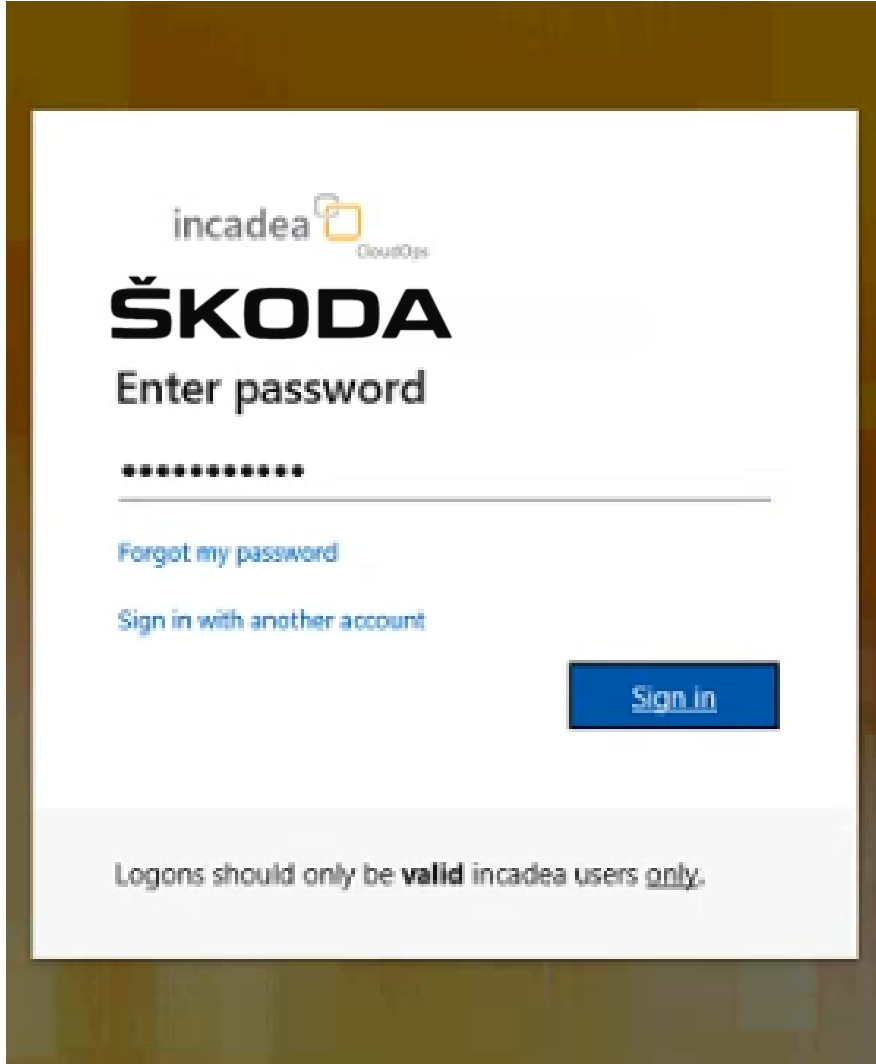 incadea
CloudOps
ŠKODA
Enter password
•••••••••••
Forgot my password
Sign in with another account
Sign in
Logons should only be valid incadea users only.